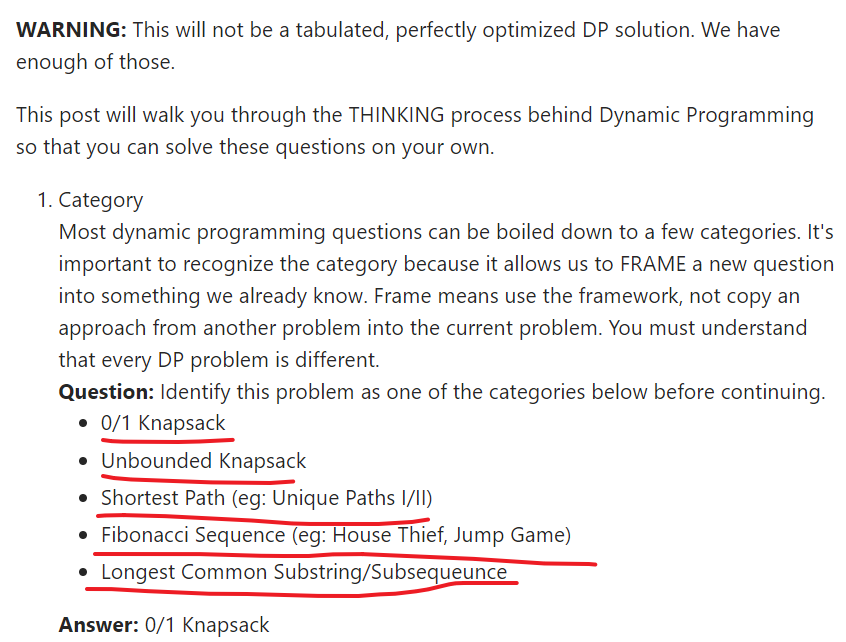 WARNING: This will not be a tabulated, perfectly optimized DP solution. We have
enough of those.
This post will walk you through the THINKING process behind Dynamic Programming
so that you can solve these questions on your own.
1. Category
Most dynamic programming questions can be boiled down to a few categories. It's
important to recognize the category because it allows us to FRAME a new question
into something we already know. Frame means use the framework, not copy an
approach from another problem into the current problem. You must understand
that every DP problem is different.
Question: Identify this problem as one of the categories below before continuing.
• 0/1 Knapsack
• Unbounded Knapsack
• Shortest Path (eg: Unique Paths I/II)
• Fibonacci Sequence (eg: House Thief, Jump Game)
• Longest Common Substring/Subsequeunce
Answer: 0/1 Knapsack